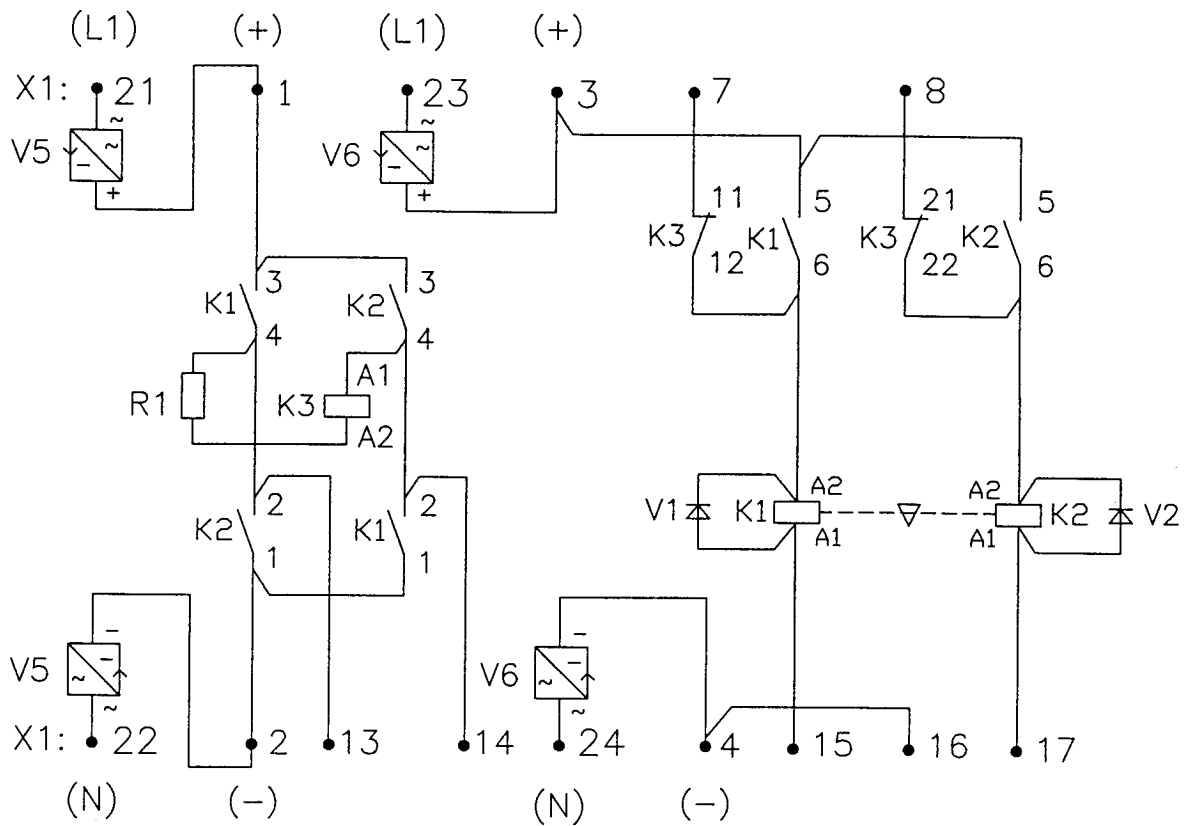 (L1) (+) (L1) (+)
X1: 21 1 23 3 7 8
~ ~
V5 ~ − V6 ~ −
+ +
11 5 21 5
K3 K1 K3 K2
12 6 22 6
3 3
K1 K2
4 4
A1
R1 K3
A2
2 2 A2 A2
K2 K1 V1 K1 K2 V2
1 1 A1 A1
− −
V5 ~ − V6 ~ −
~ ~
X1: 22 2 13 14 24 4 15 16 17
(N) (−) (N) (−)